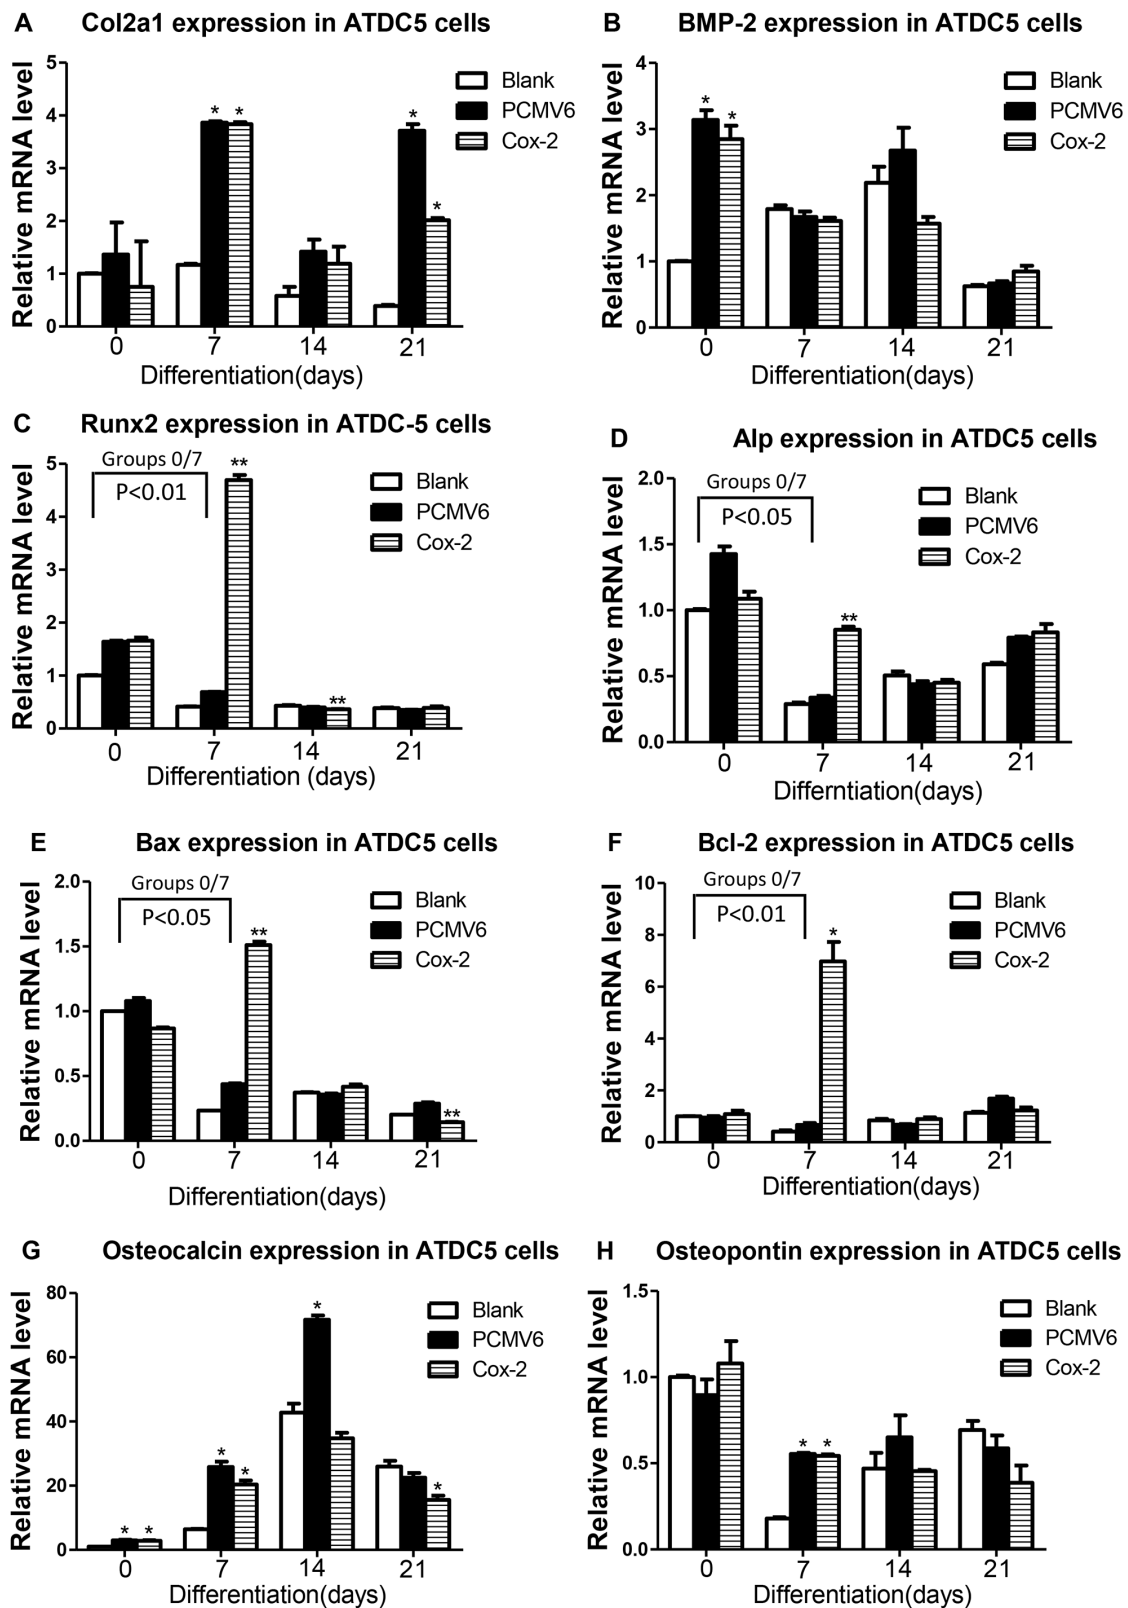 A Col2a1 expression in ATDC5 cells
Relative mRNA level
5
4
3
2
1
0
* *
*
*
Blank
PCMV6
Cox-2
0 7 14 21
Differentiation(days)
B BMP-2 expression in ATDC5 cells
Relative mRNA level
4
3
2
1
0
* *
Blank
PCMV6
Cox-2
0 7 14 21
Differentiation(days)
C Runx2 expression in ATDC-5 cells
Relative mRNA level
5
4
3
2
1
0
Groups 0/7
P<0.01
**
**
Blank
PCMV6
Cox-2
0 7 14 21
Differentiation (days)
D Alp expression in ATDC5 cells
Relative mRNA level
2.0
1.5
1.0
0.5
0.0
Groups 0/7
P<0.05
**
Blank
PCMV6
Cox-2
0 7 14 21
Differntiation(days)
E Bax expression in ATDC5 cells
Relative mRNA level
2.0
1.5
1.0
0.5
0.0
Groups 0/7
P<0.05
**
**
Blank
PCMV6
Cox-2
0 7 14 21
Differentiation(days)
F Bcl-2 expression in ATDC5 cells
Relative mRNA level
10
8
6
4
2
0
Groups 0/7
P<0.01
*
Blank
PCMV6
Cox-2
0 7 14 21
Differentiation(days)
G Osteocalcin expression in ATDC5 cells
Relative mRNA level
80
60
40
20
0
* *
* *
*
*
Blank
PCMV6
Cox-2
0 7 14 21
Differentiation(days)
H Osteopontin expression in ATDC5 cells
Relative mRNA level
1.5
1.0
0.5
0.0
* *
Blank
PCMV6
Cox-2
0 7 14 21
Differentiation(days)